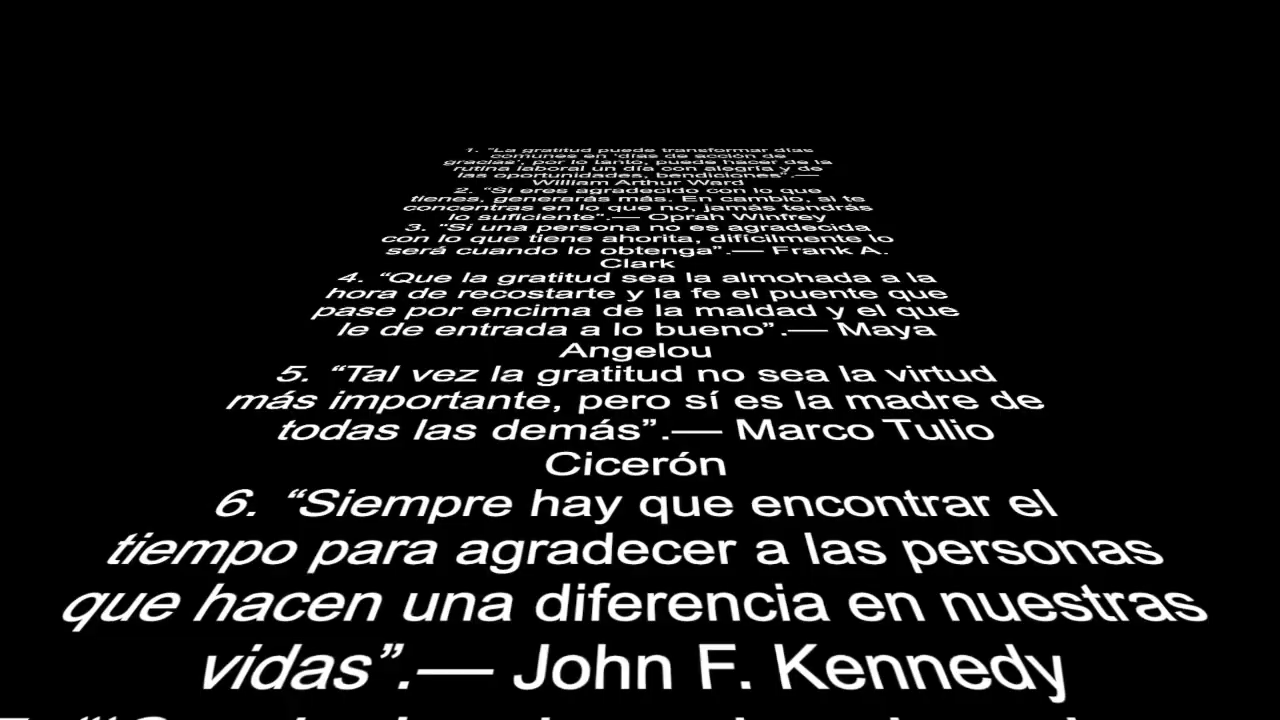 1. “La gratitud puede transformar días
comunes en ‘días de acción de
gracias’, por lo tanto, puede hacer de la
rutina laboral un día con alegría y de
las oportunidades, bendiciones”.—
William Arthur Ward
2. “Si eres agradecido con lo que
tienes, generarás más. En cambio, si te
concentras en lo que no, jamás tendrás
lo suficiente”.— Oprah Winfrey
3. “Si una persona no es agradecida
con lo que tiene ahorita, difícilmente lo
será cuando lo obtenga”.— Frank A.
Clark
4. “Que la gratitud sea la almohada a la
hora de recostarte y la fe el puente que
pase por encima de la maldad y el que
le de entrada a lo bueno”.— Maya
Angelou
5. “Tal vez la gratitud no sea la virtud
más importante, pero sí es la madre de
todas las demás”.— Marco Tulio
Cicerón
6. “Siempre hay que encontrar el
tiempo para agradecer a las personas
que hacen una diferencia en nuestras
vidas”.— John F. Kennedy